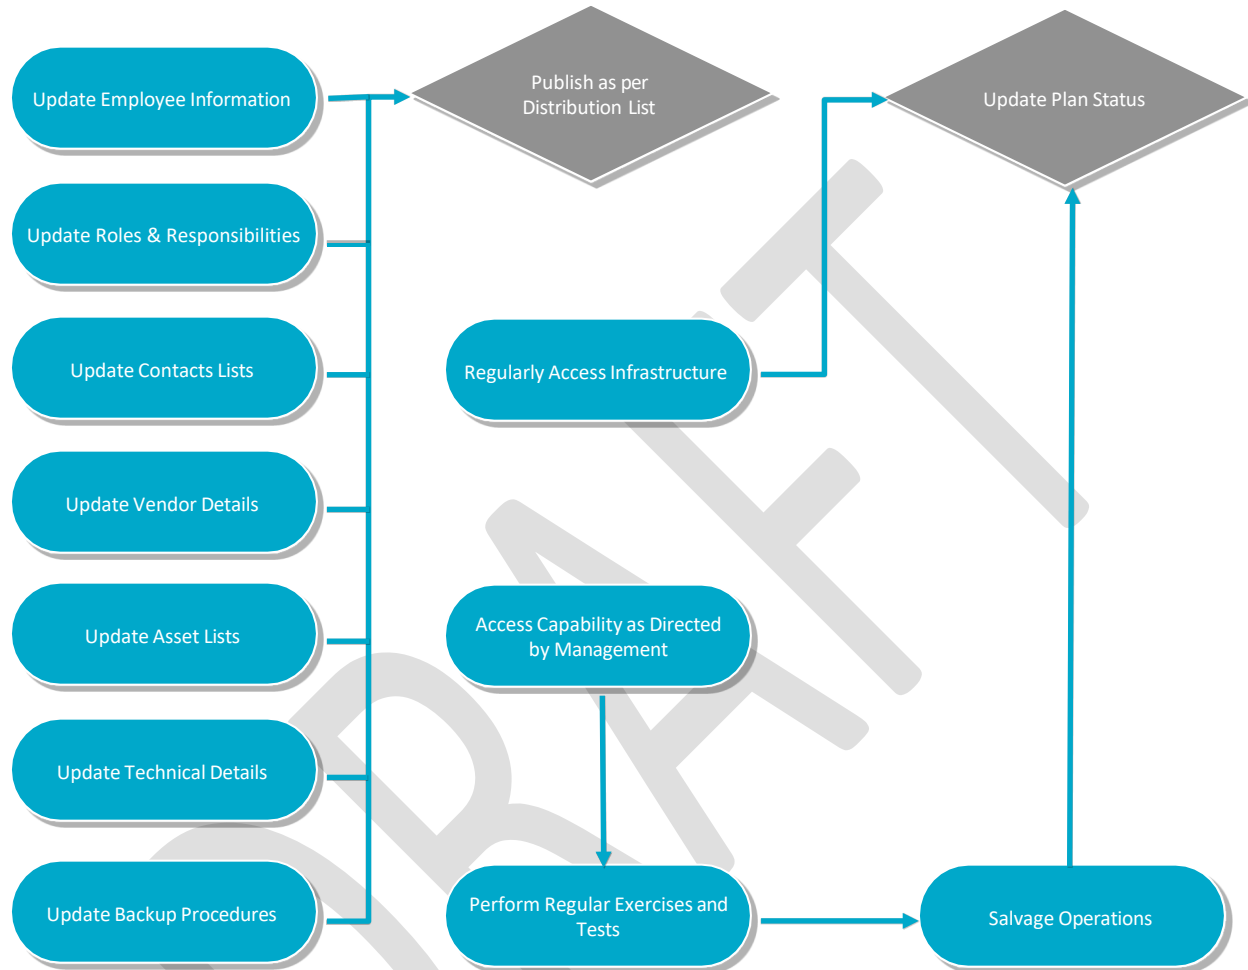 Update Employee Information
Publish as per
Distribution List
Update Plan Status
Update Roles & Responsibilities
Update Contacts Lists
Regularly Access Infrastructure
Update Vendor Details
Update Asset Lists
Access Capability as Directed
by Management
Update Technical Details
Update Backup Procedures
Perform Regular Exercises and
Tests
Salvage Operations
DRAFT